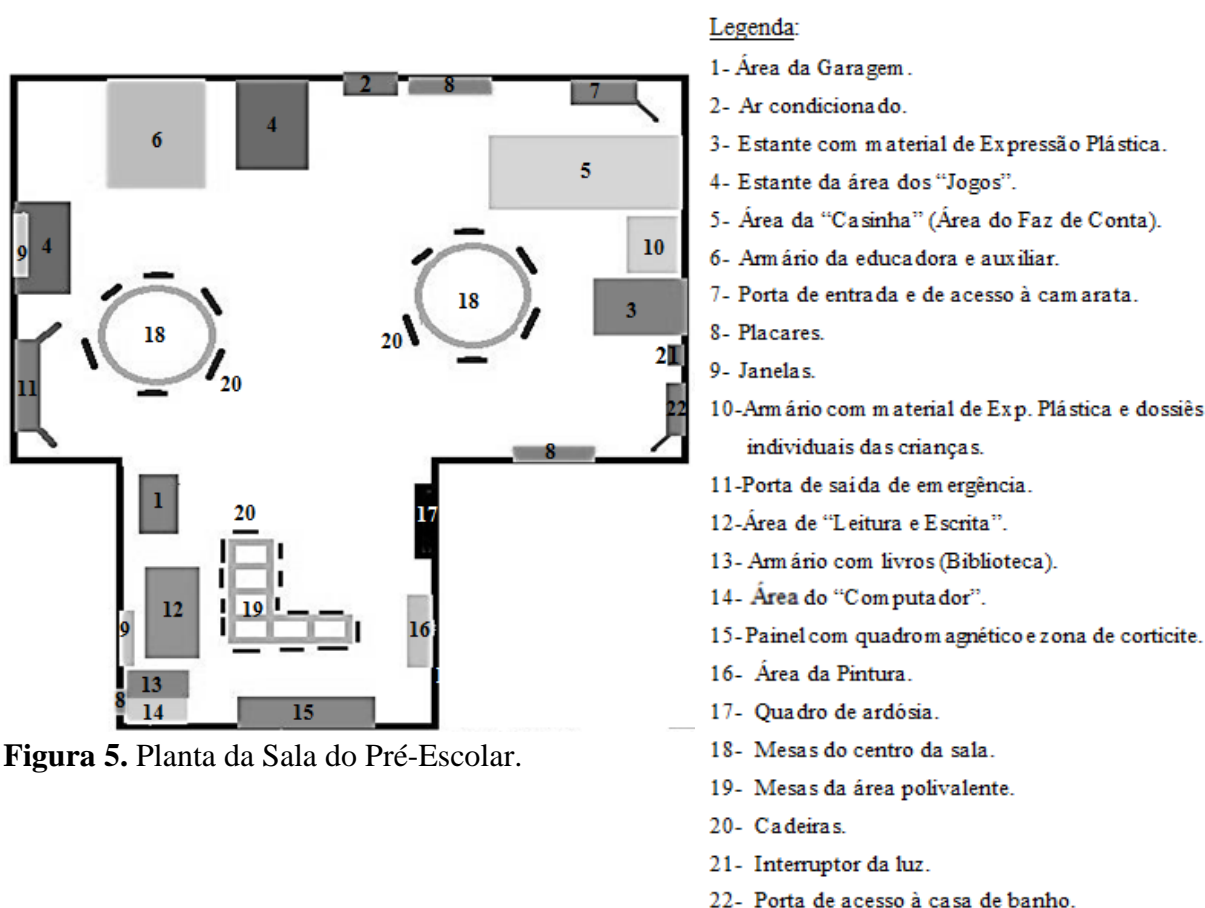 2
8
7
4
6
5
9
4
10
18
3
18
20
21
20
11
22
8
1
20
17
12
19
9
16
13
8
14
15
Figura 5. Planta da Sala do Pré-Escolar.
Legenda:
1- Área da Garagem.
2- Ar condicionado.
3- Estante com material de Expressão Plástica.
4- Estante da área dos “Jogos”.
5- Área da “Casinha” (Área do Faz de Conta).
6- Armário da educadora e auxiliar.
7- Porta de entrada e de acesso à camarata.
8- Placares.
9- Janelas.
10-Armário com material de Exp. Plástica e dossiês
individuais das crianças.
11-Porta de saída de emergência.
12-Área de “Leitura e Escrita”.
13- Armário com livros (Biblioteca).
14- Área do “Computador”.
15- Painel com quadro magnético e zona de corticite.
16- Área da Pintura.
17- Quadro de ardósia.
18- Mesas do centro da sala.
19- Mesas da área polivalente.
20- Cadeiras.
21- Interruptor da luz.
22- Porta de acesso à casa de banho.